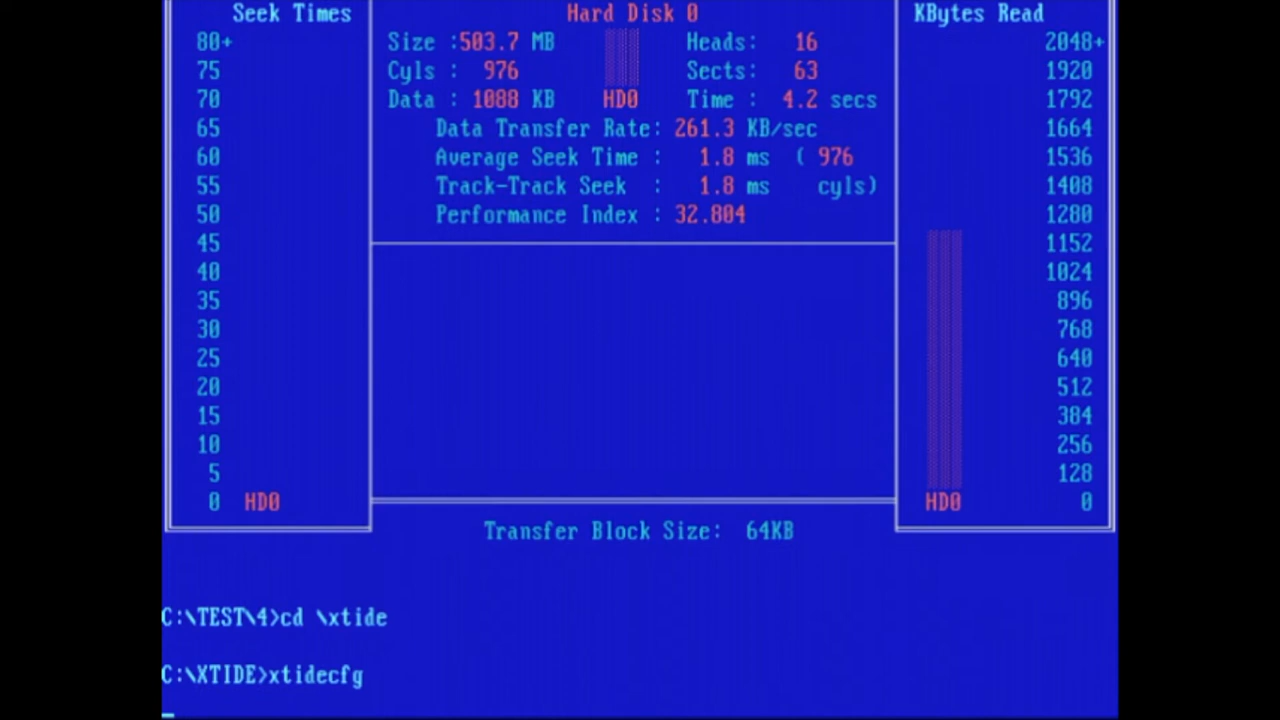 Seek Times
80+
75
70
65
60
55
50
45
40
35
30
25
20
15
10
5
0 HD0
Hard Disk 0
Size :503.7 MB Heads: 16
Cyls : 976 Sects: 63
Data : 1088 KB HD0 Time : 4.2 secs
Data Transfer Rate: 261.3 KB/sec
Average Seek Time : 1.8 ms ( 976
Track-Track Seek : 1.8 ms cyls)
Performance Index : 32.804
KBytes Read
2048+
1920
1792
1664
1536
1408
1280
1152
1024
896
768
640
512
384
256
128
HD0 0
Transfer Block Size: 64KB
C:\TEST\4>cd \xtide
C:\XTIDE>xtidecfg